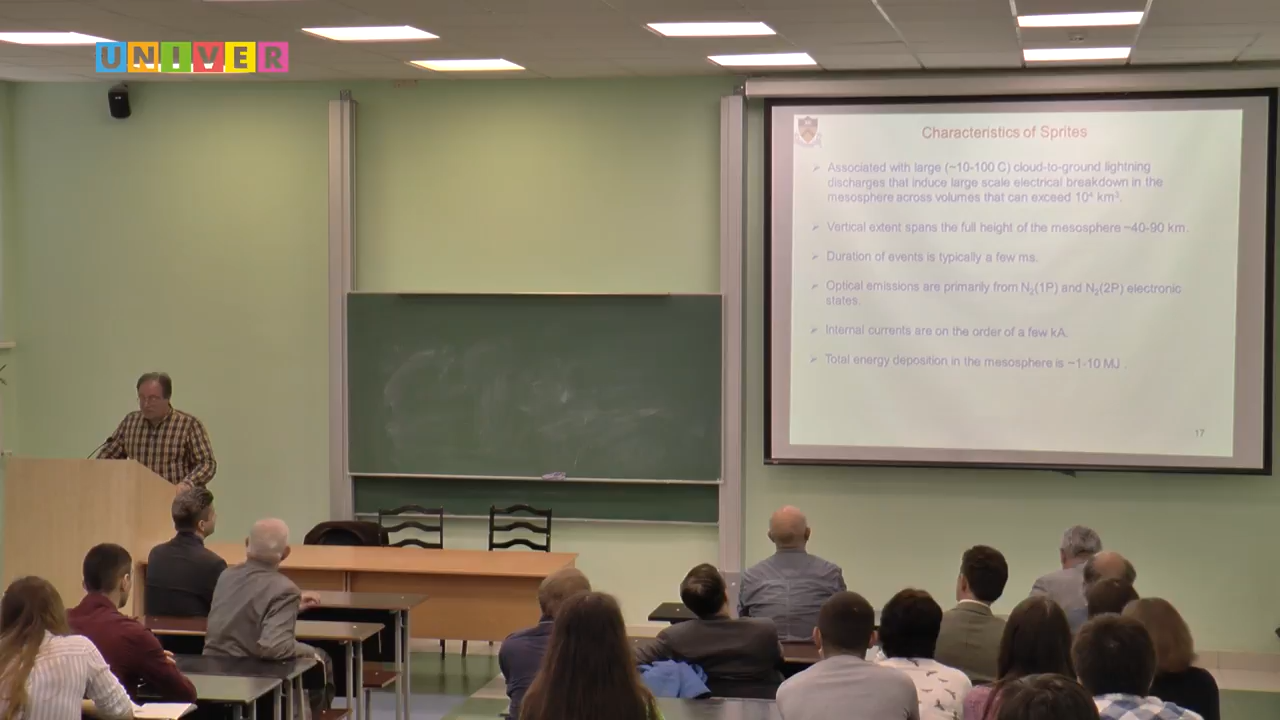 UNIVER
Characteristics of Sprites
➢ Associated with large (~10-100 C) cloud-to-ground lightning
discharges that induce large scale electrical breakdown in the
mesosphere across volumes that can exceed 10⁴ km³.
➢ Vertical extent spans the full height of the mesosphere ~40-90 km.
➢ Duration of events is typically a few ms.
➢ Optical emissions are primarily from N₂(1P) and N₂(2P) electronic
states.
➢ Internal currents are on the order of a few kA.
➢ Total energy deposition in the mesosphere is ~1-10 MJ .
17